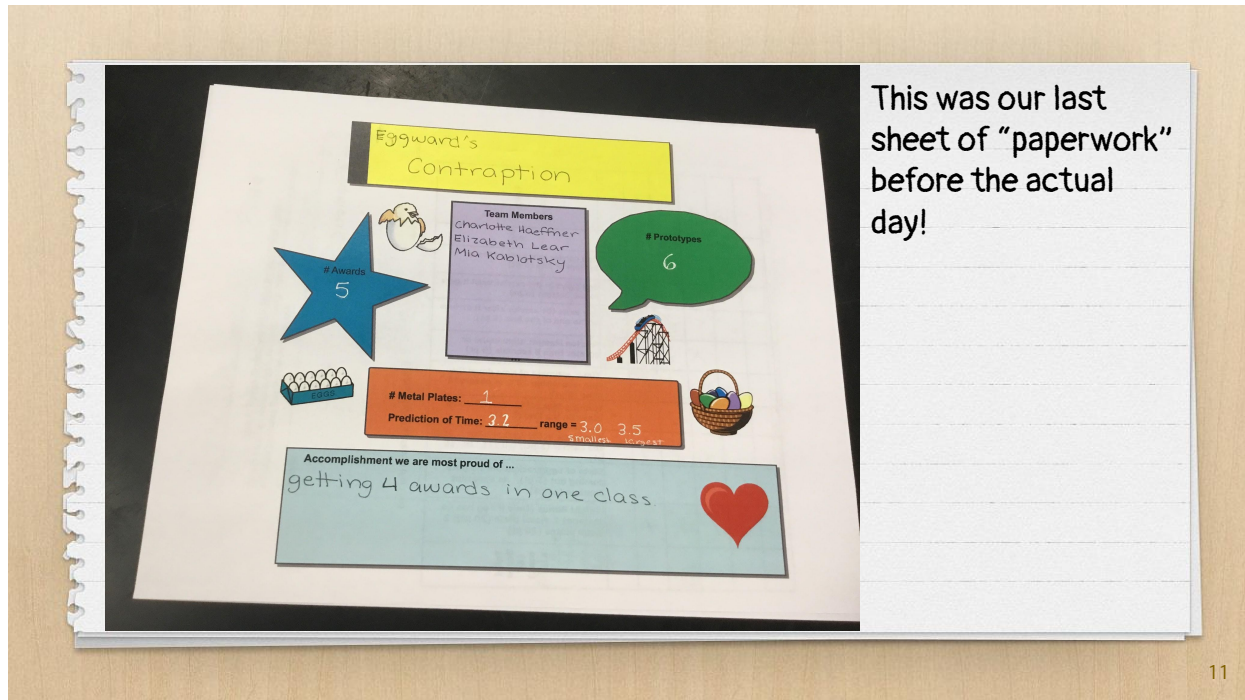 This was our last
sheet of “paperwork”
before the actual
day!
Eggward's
Contraption
Team Members
Charlotte Haeffner
Elizabeth Lear
Mia Kablotsky
# Awards
5
# Prototypes
6
EGGS
# Metal Plates: 1
Prediction of Time: 3.2 range = 3.0 3.5
smallest largest
Accomplishment we are most proud of ...
getting 4 awards in one class
11